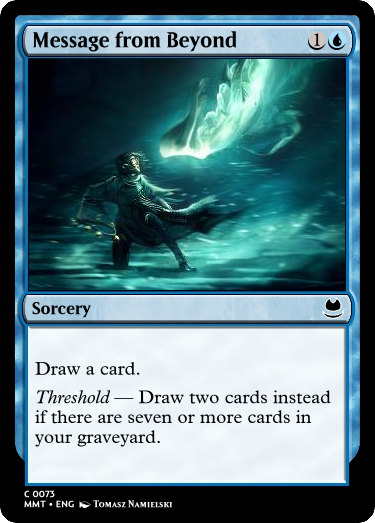 Message from Beyond 1
Sorcery
Draw a card.
Threshold — Draw two cards instead
if there are seven or more cards in
your graveyard.
C 0073
MMT • ENG Tomasz Namielski